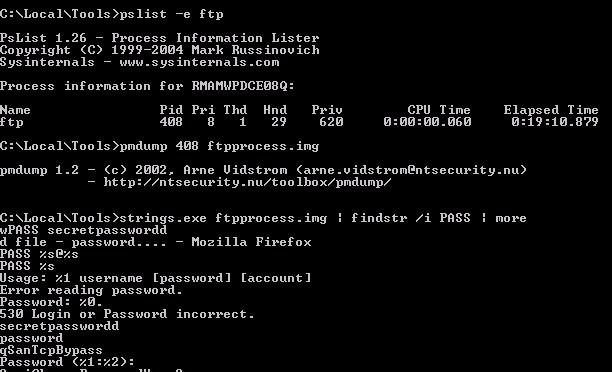 C:\Local\Tools>pslist -e ftp
PsList 1.26 - Process Information Lister
Copyright (C) 1999-2004 Mark Russinovich
Sysinternals - www.sysinternals.com
Process information for RMAMWPDCE08Q:
Name Pid Pri Thd Hnd Priv CPU Time Elapsed Time
ftp 408 8 1 29 620 0:00:00.060 0:19:10.879
C:\Local\Tools>pmdump 408 ftpprocess.img
pmdump 1.2 - (c) 2002, Arne Vidstrom (arne.vidstrom@ntsecurity.nu)
- http://ntsecurity.nu/toolbox/pmdump/
C:\Local\Tools>strings.exe ftpprocess.img | findstr /i PASS | more
wPASS secretpasswordd
d file - password.... - Mozilla Firefox
PASS %s@%s
PASS %s
Usage: %1 username [password] [account]
Error reading password.
Password: %0.
530 Login or Password incorrect.
secretpasswordd
password
qSanTcpBypass
Password (%1:%2):